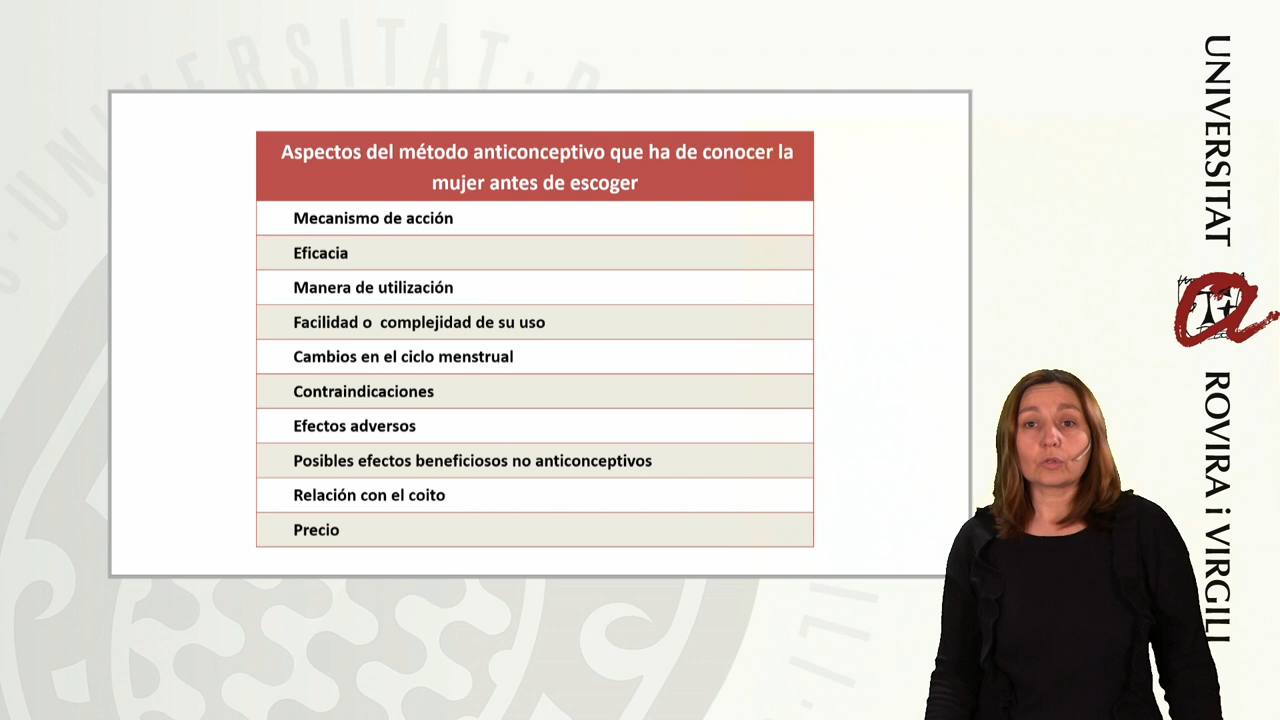 Aspectos del método anticonceptivo que ha de conocer la
mujer antes de escoger
Mecanismo de acción
Eficacia
Manera de utilización
Facilidad o  complejidad de su uso
Cambios en el ciclo menstrual
Contraindicaciones
Efectos adversos
Posibles efectos beneficiosos no anticonceptivos
Relación con el coito
Precio
UNIVERSITAT
ROVIRA i VIRGILI